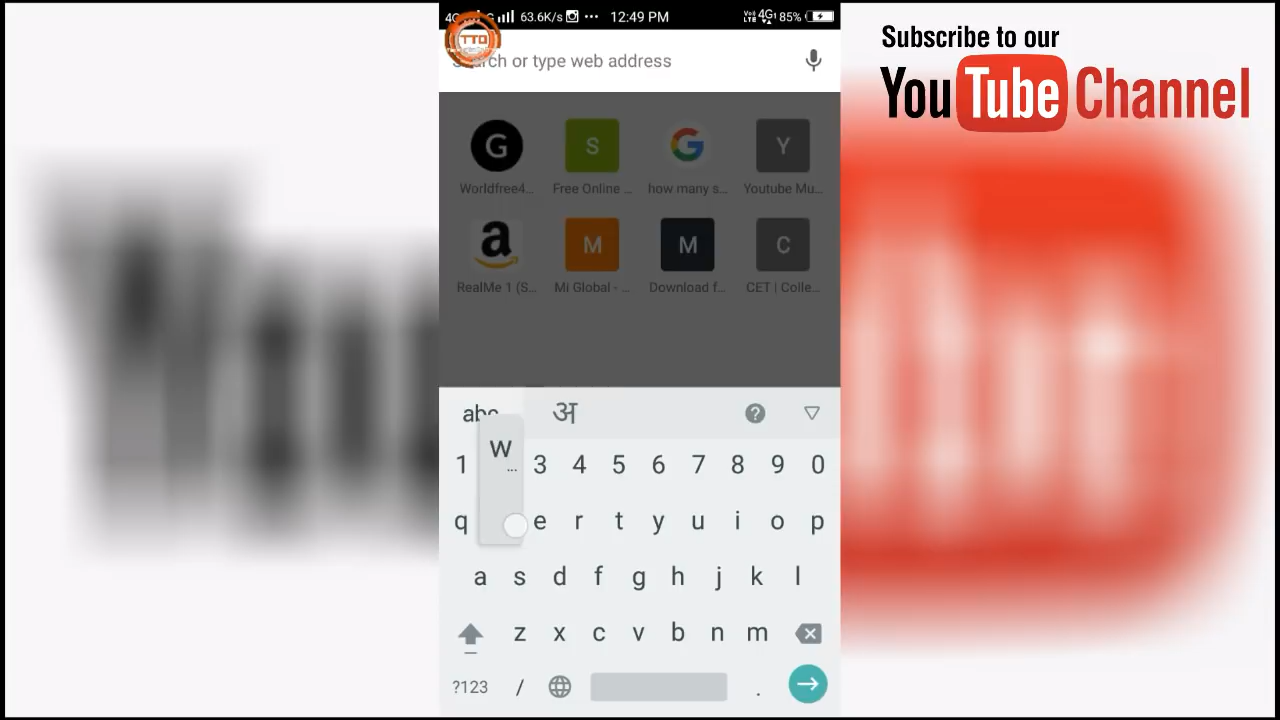 Subscribe to our
YouTube Channel
63.6K/s ... 12:49 PM 4G 85%
TTO
Search or type web address
G S Y
Worldfree4... Free Online ... how many s... Youtube Mu...
a M M C
RealMe 1 (S... Mi Global - ... Download f... CET | Colle...
abc अ ?
1 3 4 5 6 7 8 9 0
w
...
q e r t y u i o p
a s d f g h j k l
z x c v b n m
?123 / .